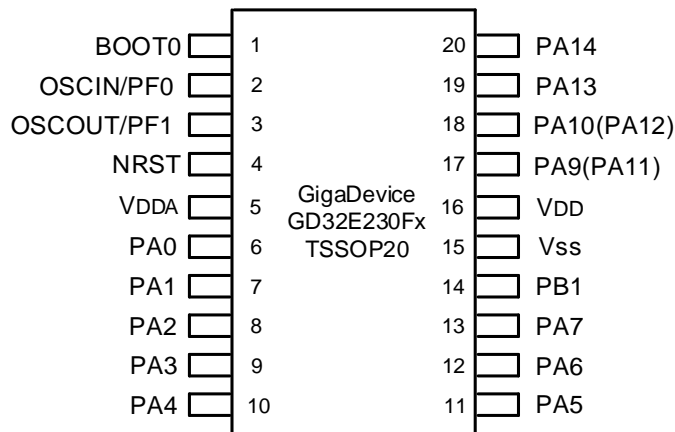 BOOT0 1 20 PA14
OSCIN/PF0 2 19 PA13
OSCOUT/PF1 3 18 PA10(PA12)
NRST 4 17 PA9(PA11)
GigaDevice
VDDA 5 16 VDD
GD32E230Fx
PA0 6 15 Vss
TSSOP20
PA1 7 14 PB1
PA2 8 13 PA7
PA3 9 12 PA6
PA4 10 11 PA5